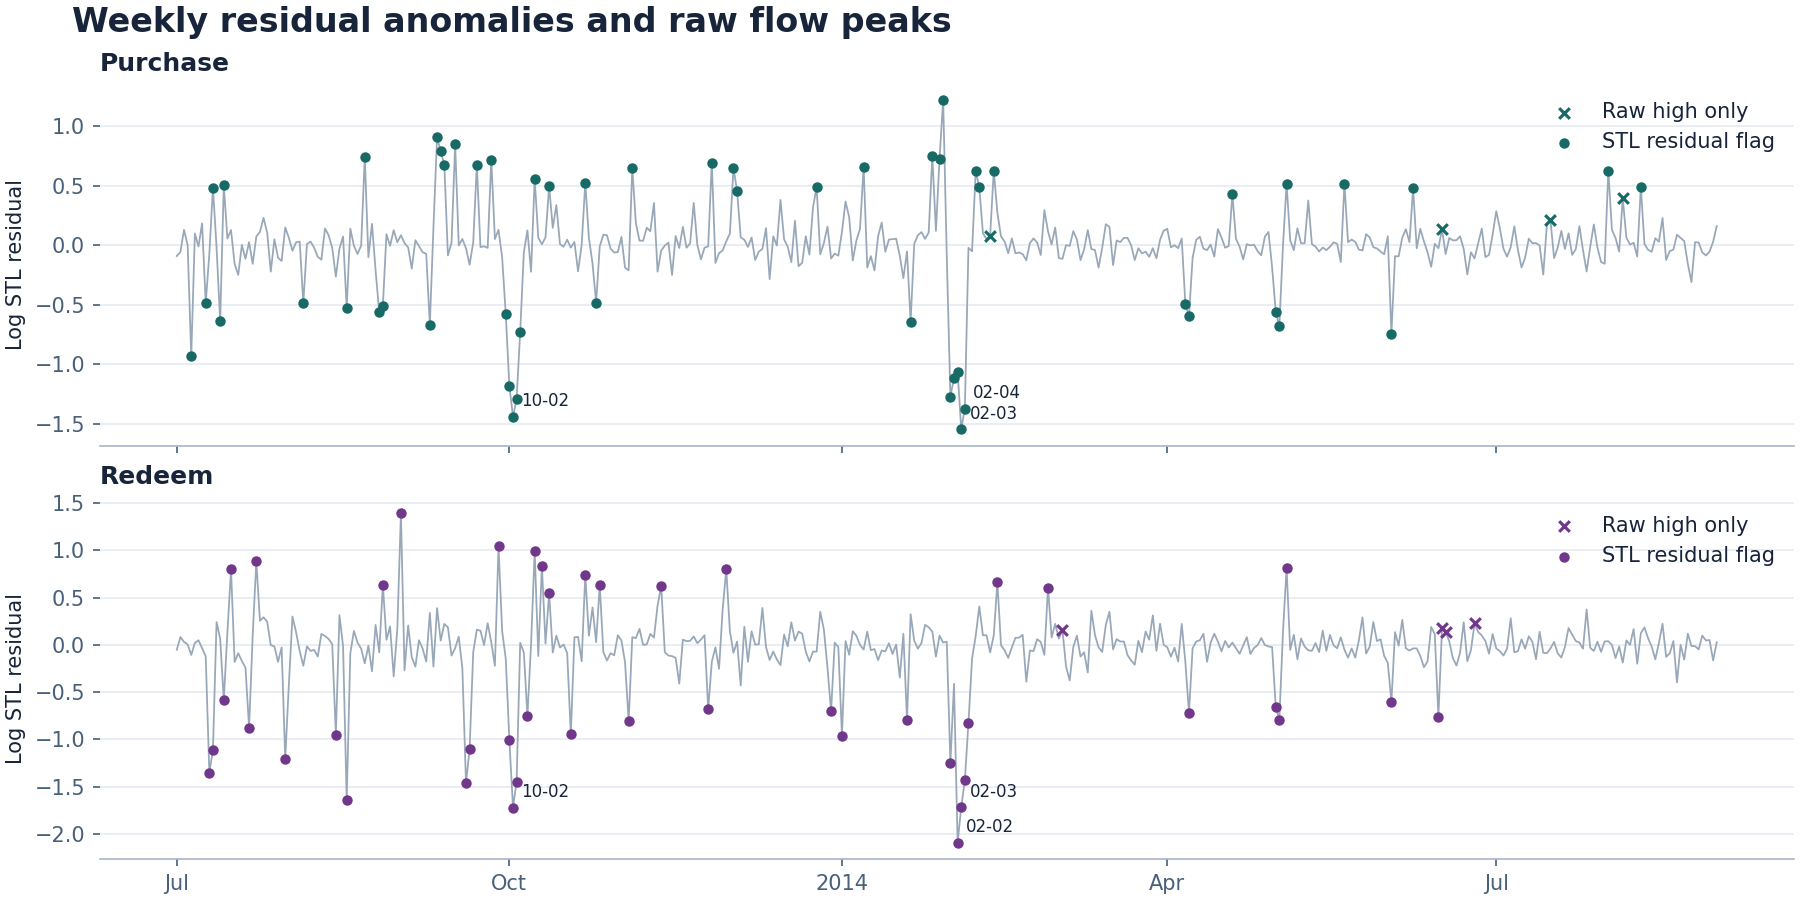 Weekly residual anomalies and raw flow peaks
Purchase
Log STL residual
1.0
0.5
0.0
−0.5
−1.0
−1.5
Raw high only
STL residual flag
10-02
02-04
02-03
Redeem
Log STL residual
1.5
1.0
0.5
0.0
−0.5
−1.0
−1.5
−2.0
Raw high only
STL residual flag
10-02
02-03
02-02
Jul
Oct
2014
Apr
Jul